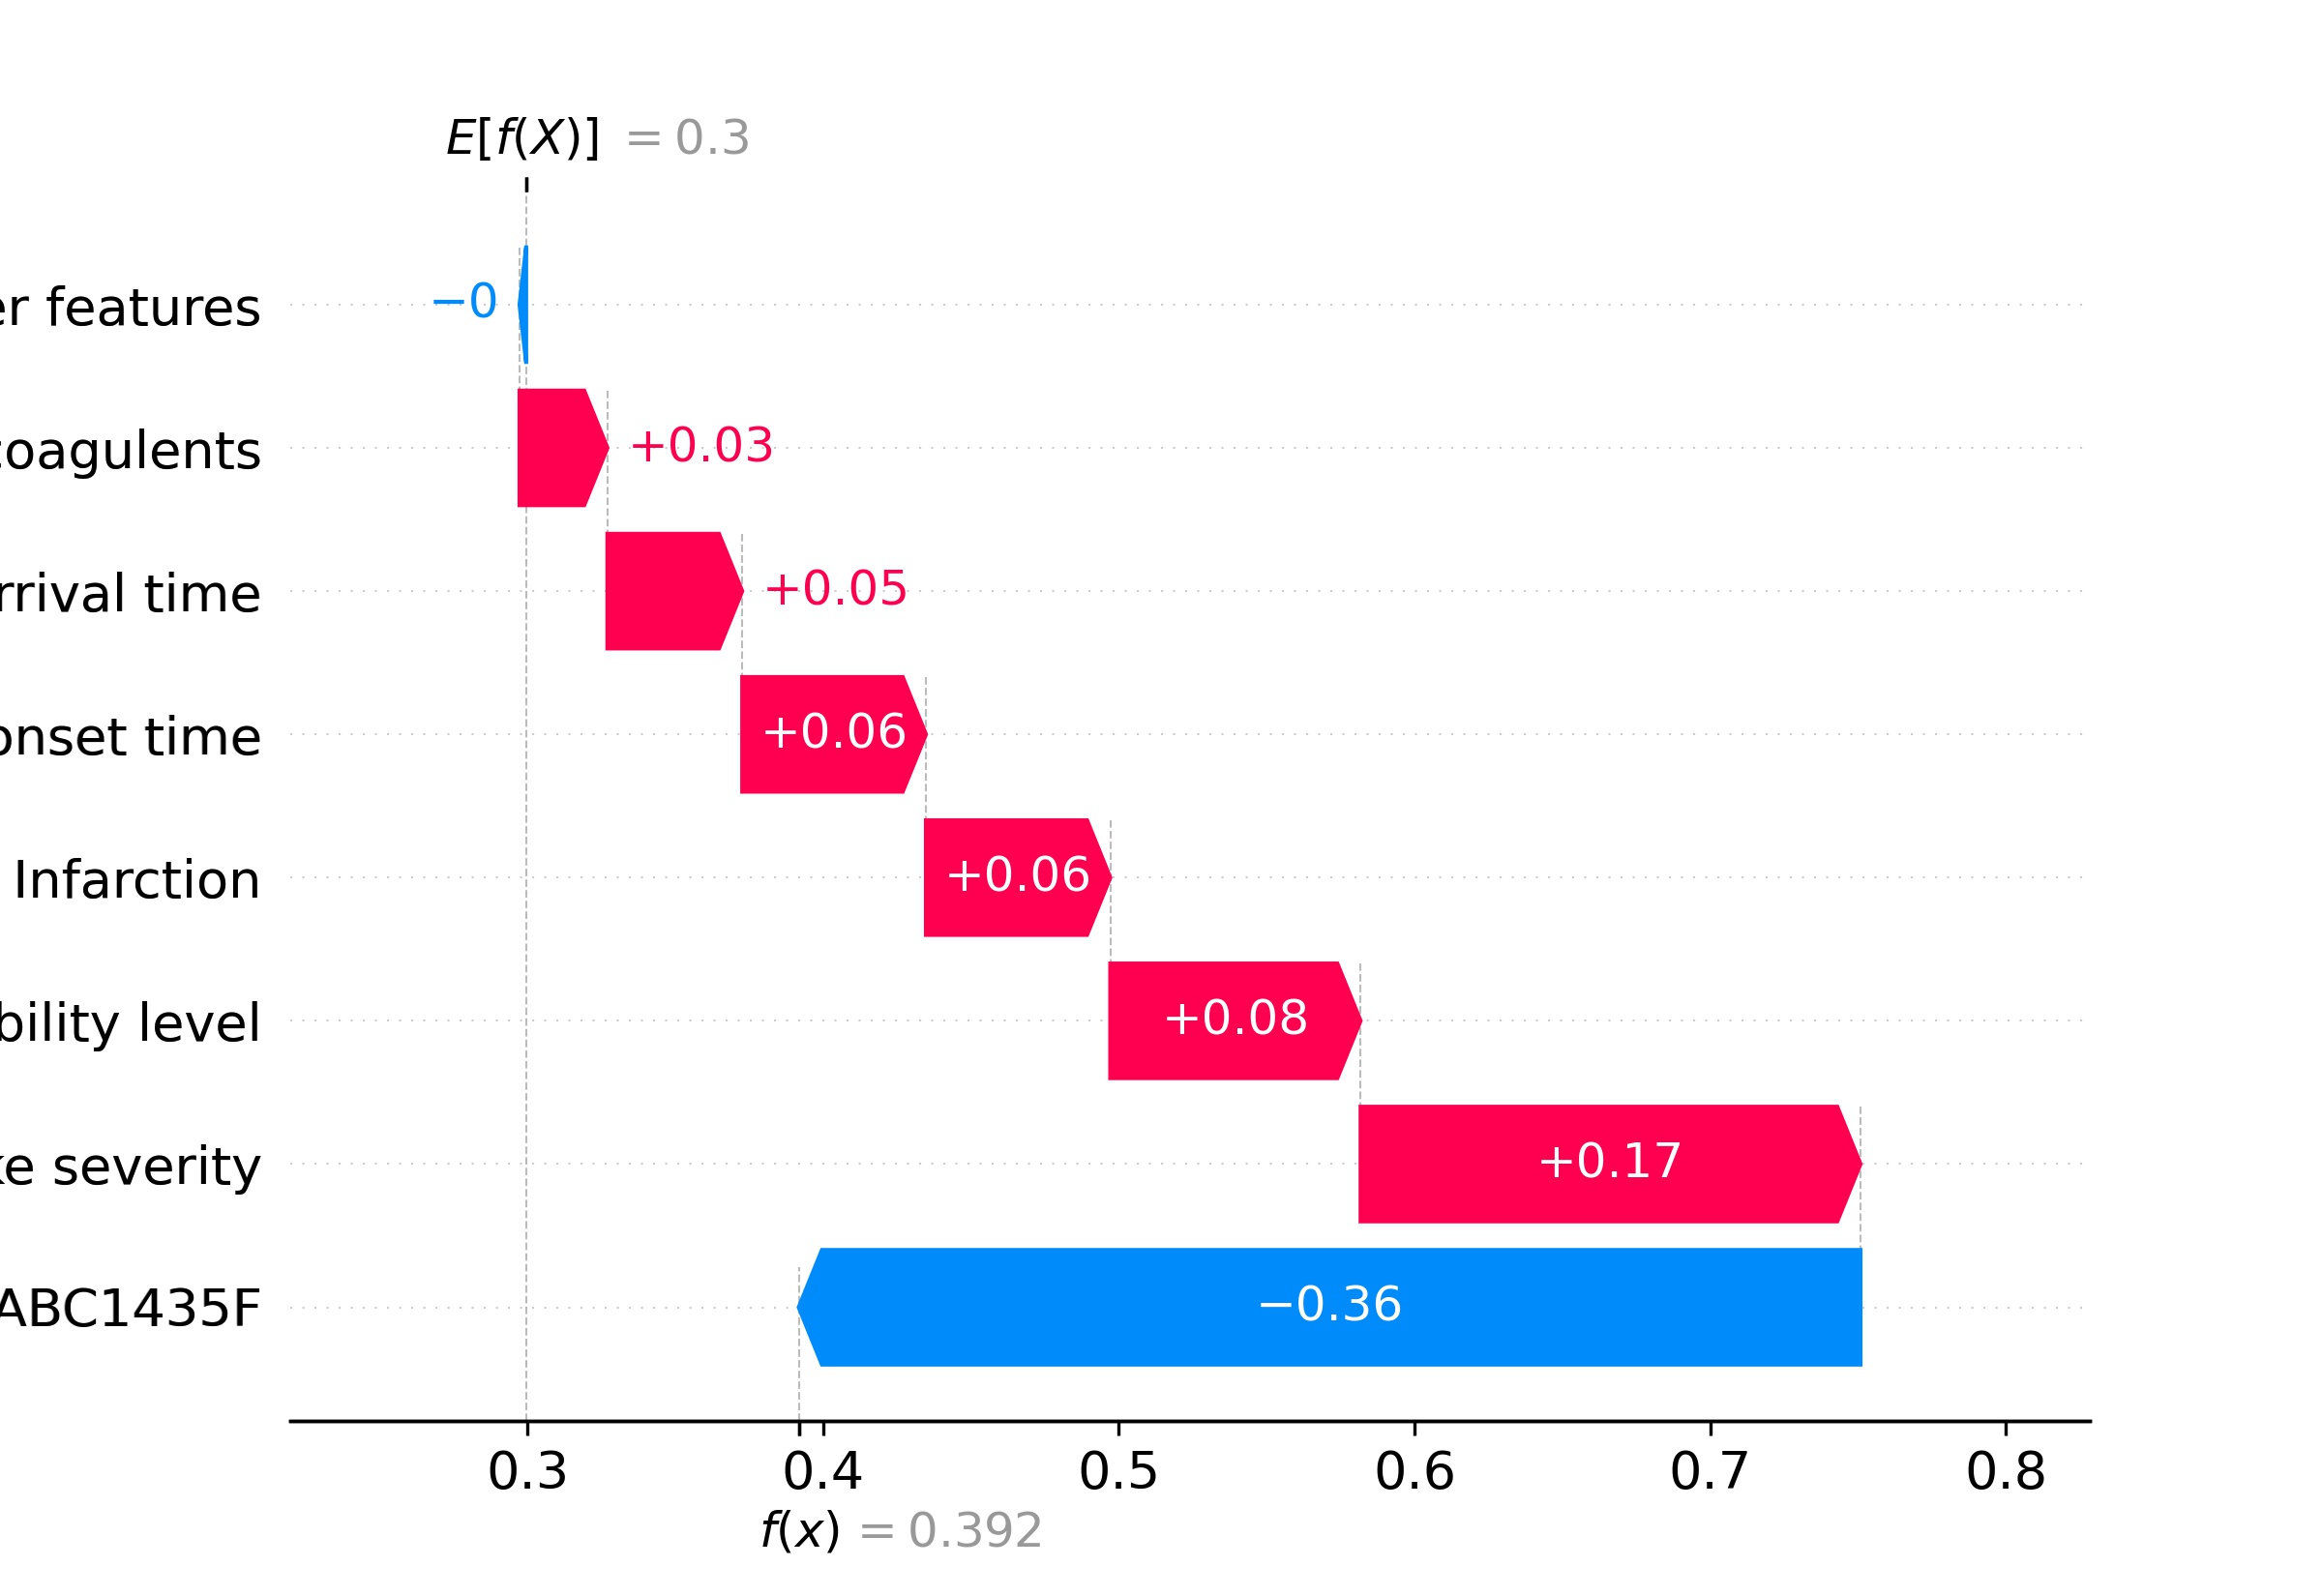 E[f(X)] = 0.3
er features −0
coagulents +0.03
rrival time +0.05
onset time +0.06
Infarction +0.06
bility level +0.08
ke severity +0.17
ABC1435F −0.36
0.3 0.4 0.5 0.6 0.7 0.8
f(x) = 0.392